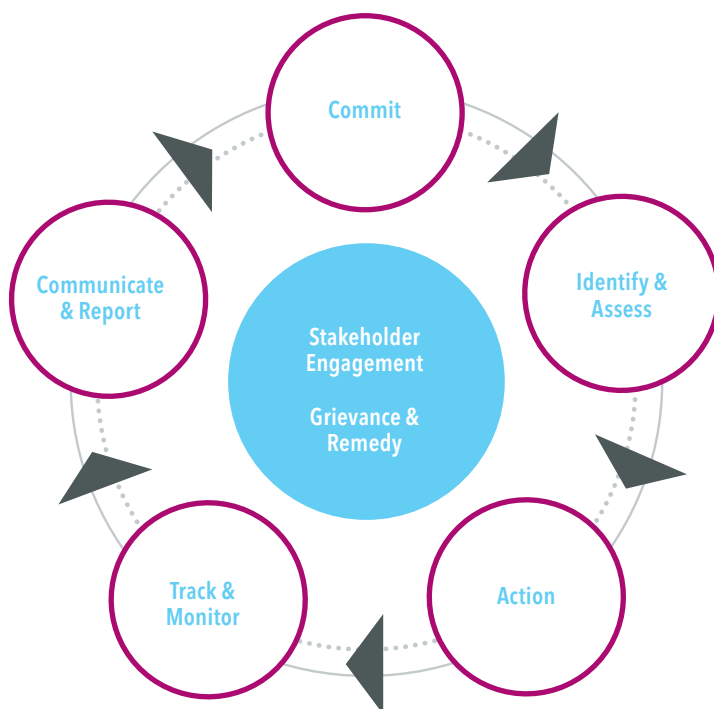 Commit
Identify &
Assess
Action
Track &
Monitor
Communicate
& Report
Stakeholder
Engagement
Grievance &
Remedy